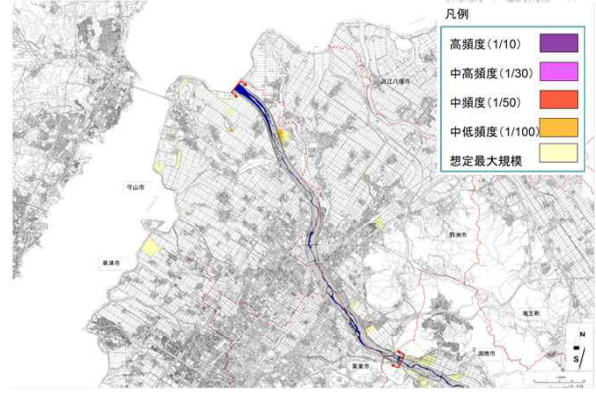 凡例
高頻度(1/10)
中高頻度(1/30)
中頻度(1/50)
中低頻度(1/100)
想定最大規模
近江八幡市
守山市
野洲市
草津市
竜王町
湖南市
栗東市
N
S